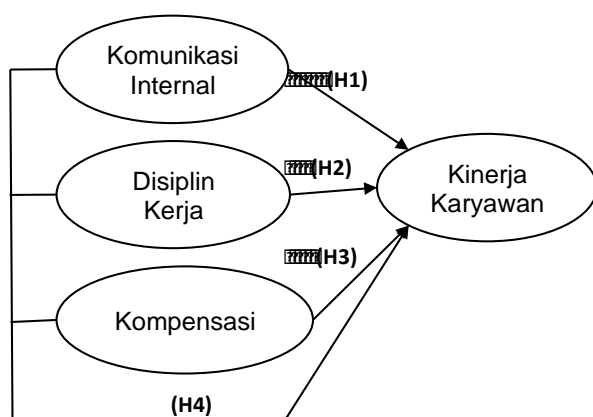 Komunikasi
Internal
(H1)
Disiplin
Kerja
(H2)
Kinerja
Karyawan
(H3)
Kompensasi
(H4)